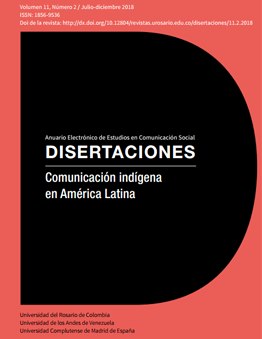 Volumen 11, Número 2 / Julio-diciembre 2018
ISSN: 1856-9536
Doi de la revista: http://dx.doi.org/10.12804/revistas.urosario.edu.co/disertaciones/11.2.2018
Anuario Electrónico de Estudios en Comunicación Social
DISERTACIONES
Comunicación indígena
en América Latina
Universidad del Rosario de Colombia
Universidad de los Andes de Venezuela
Universidad Complutense de Madrid de España